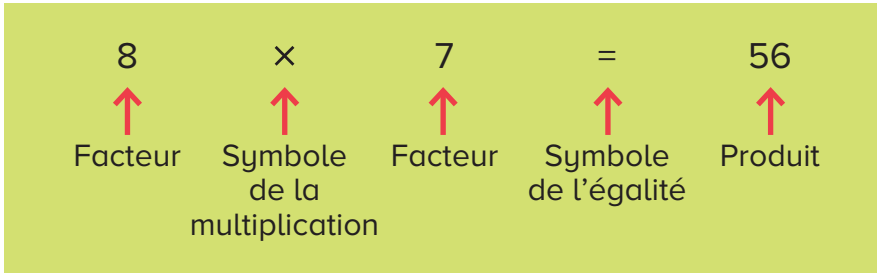 8 × 7 = 56
Facteur Symbole de la multiplication Facteur Symbole de l’égalité Produit